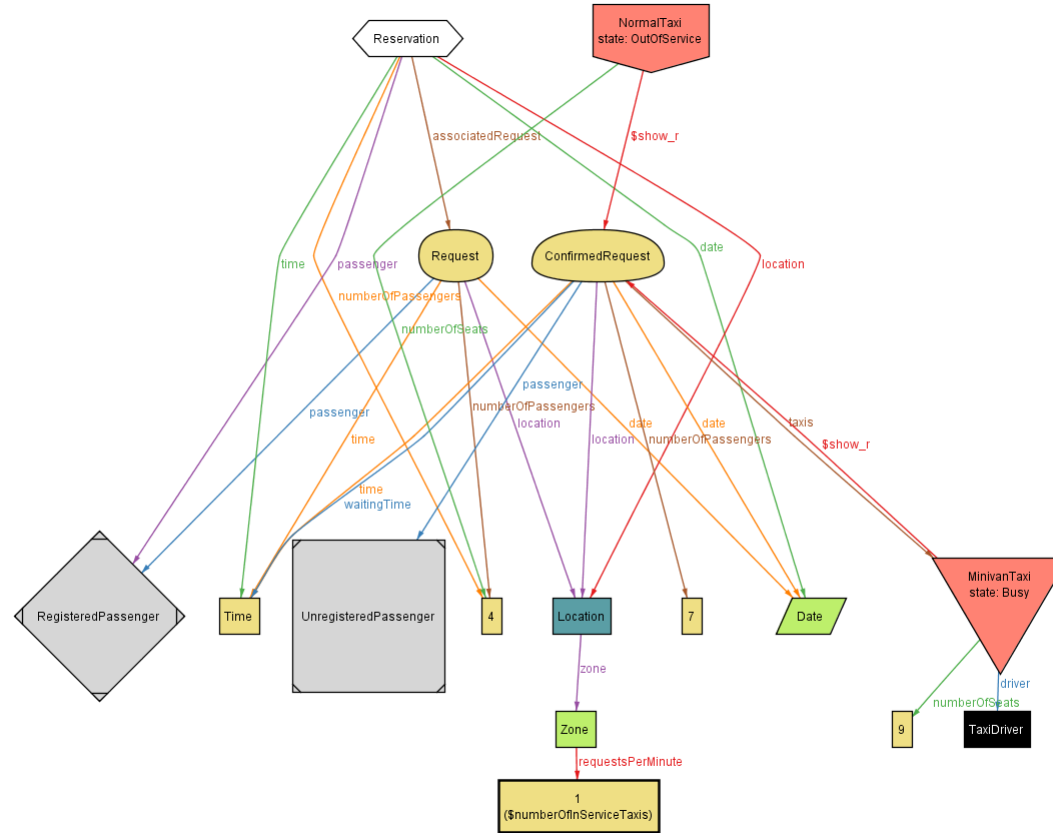 Reservation
NormalTaxi
state: OutOfService
associatedRequest
$show_r
Request
ConfirmedRequest
time
passenger
date
location
numberOfPassengers
numberOfSeats
passenger
passenger
numberOfPassengers
location
date
date
taxis
time
location
numberOfPassengers
$show_r
time
waitingTime
MinivanTaxi
state: Busy
RegisteredPassenger
Time
UnregisteredPassenger
4
Location
7
Date
zone
driver
numberOfSeats
Zone
9
TaxiDriver
requestsPerMinute
1
($numberOfInServiceTaxis)